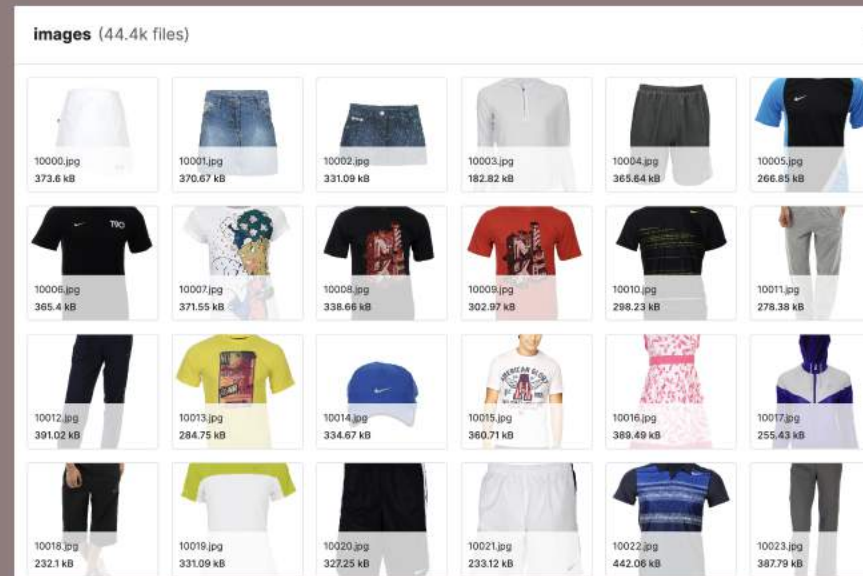 images (44.4k files)
10000.jpg
373.6 kB
10001.jpg
370.67 kB
10002.jpg
331.09 kB
10003.jpg
182.82 kB
10004.jpg
365.64 kB
10005.jpg
266.85 kB
T90
10006.jpg
365.4 kB
10007.jpg
371.55 kB
10008.jpg
338.66 kB
10009.jpg
302.97 kB
10010.jpg
298.23 kB
10011.jpg
278.38 kB
10012.jpg
391.02 kB
10013.jpg
284.75 kB
10014.jpg
334.67 kB
AMERICAN GLORY
10015.jpg
360.71 kB
10016.jpg
389.49 kB
10017.jpg
255.43 kB
10018.jpg
232.1 kB
10019.jpg
331.09 kB
10020.jpg
327.25 kB
10021.jpg
233.12 kB
10022.jpg
442.06 kB
10023.jpg
387.79 kB